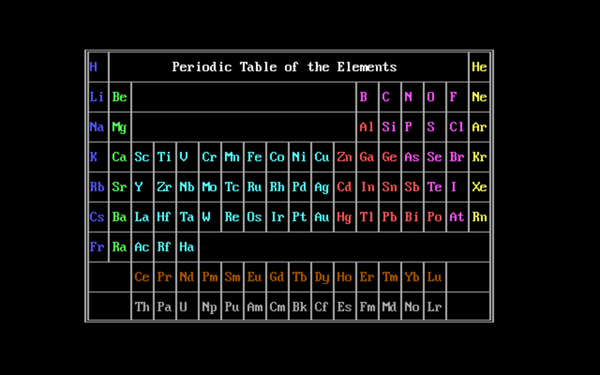 H Periodic Table of the Elements He
Li Be B C N O F Ne
Na Mg Al Si P S Cl Ar
K Ca Sc Ti V Cr Mn Fe Co Ni Cu Zn Ga Ge As Se Br Kr
Rb Sr Y Zr Nb Mo Tc Ru Rh Pd Ag Cd In Sn Sb Te I Xe
Cs Ba La Hf Ta W Re Os Ir Pt Au Hg Tl Pb Bi Po At Rn
Fr Ra Ac Rf Ha
Ce Pr Nd Pm Sm Eu Gd Tb Dy Ho Er Tm Yb Lu
Th Pa U Np Pu Am Cm Bk Cf Es Fm Md No Lr